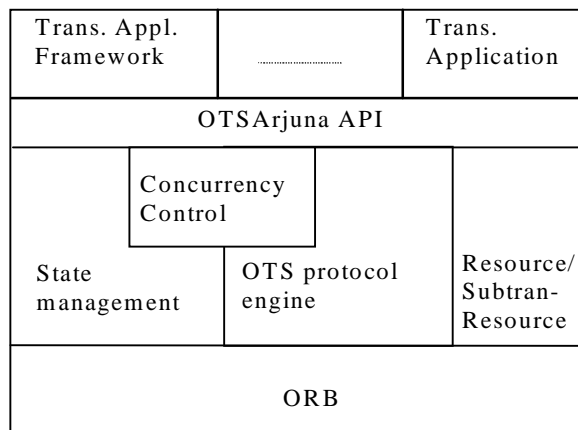 Trans. Appl.
Framework
Trans.
Application
OTSArjuna API
Concurrency
Control
State
management
OTS protocol
engine
Resource/
Subtran-
Resource
ORB